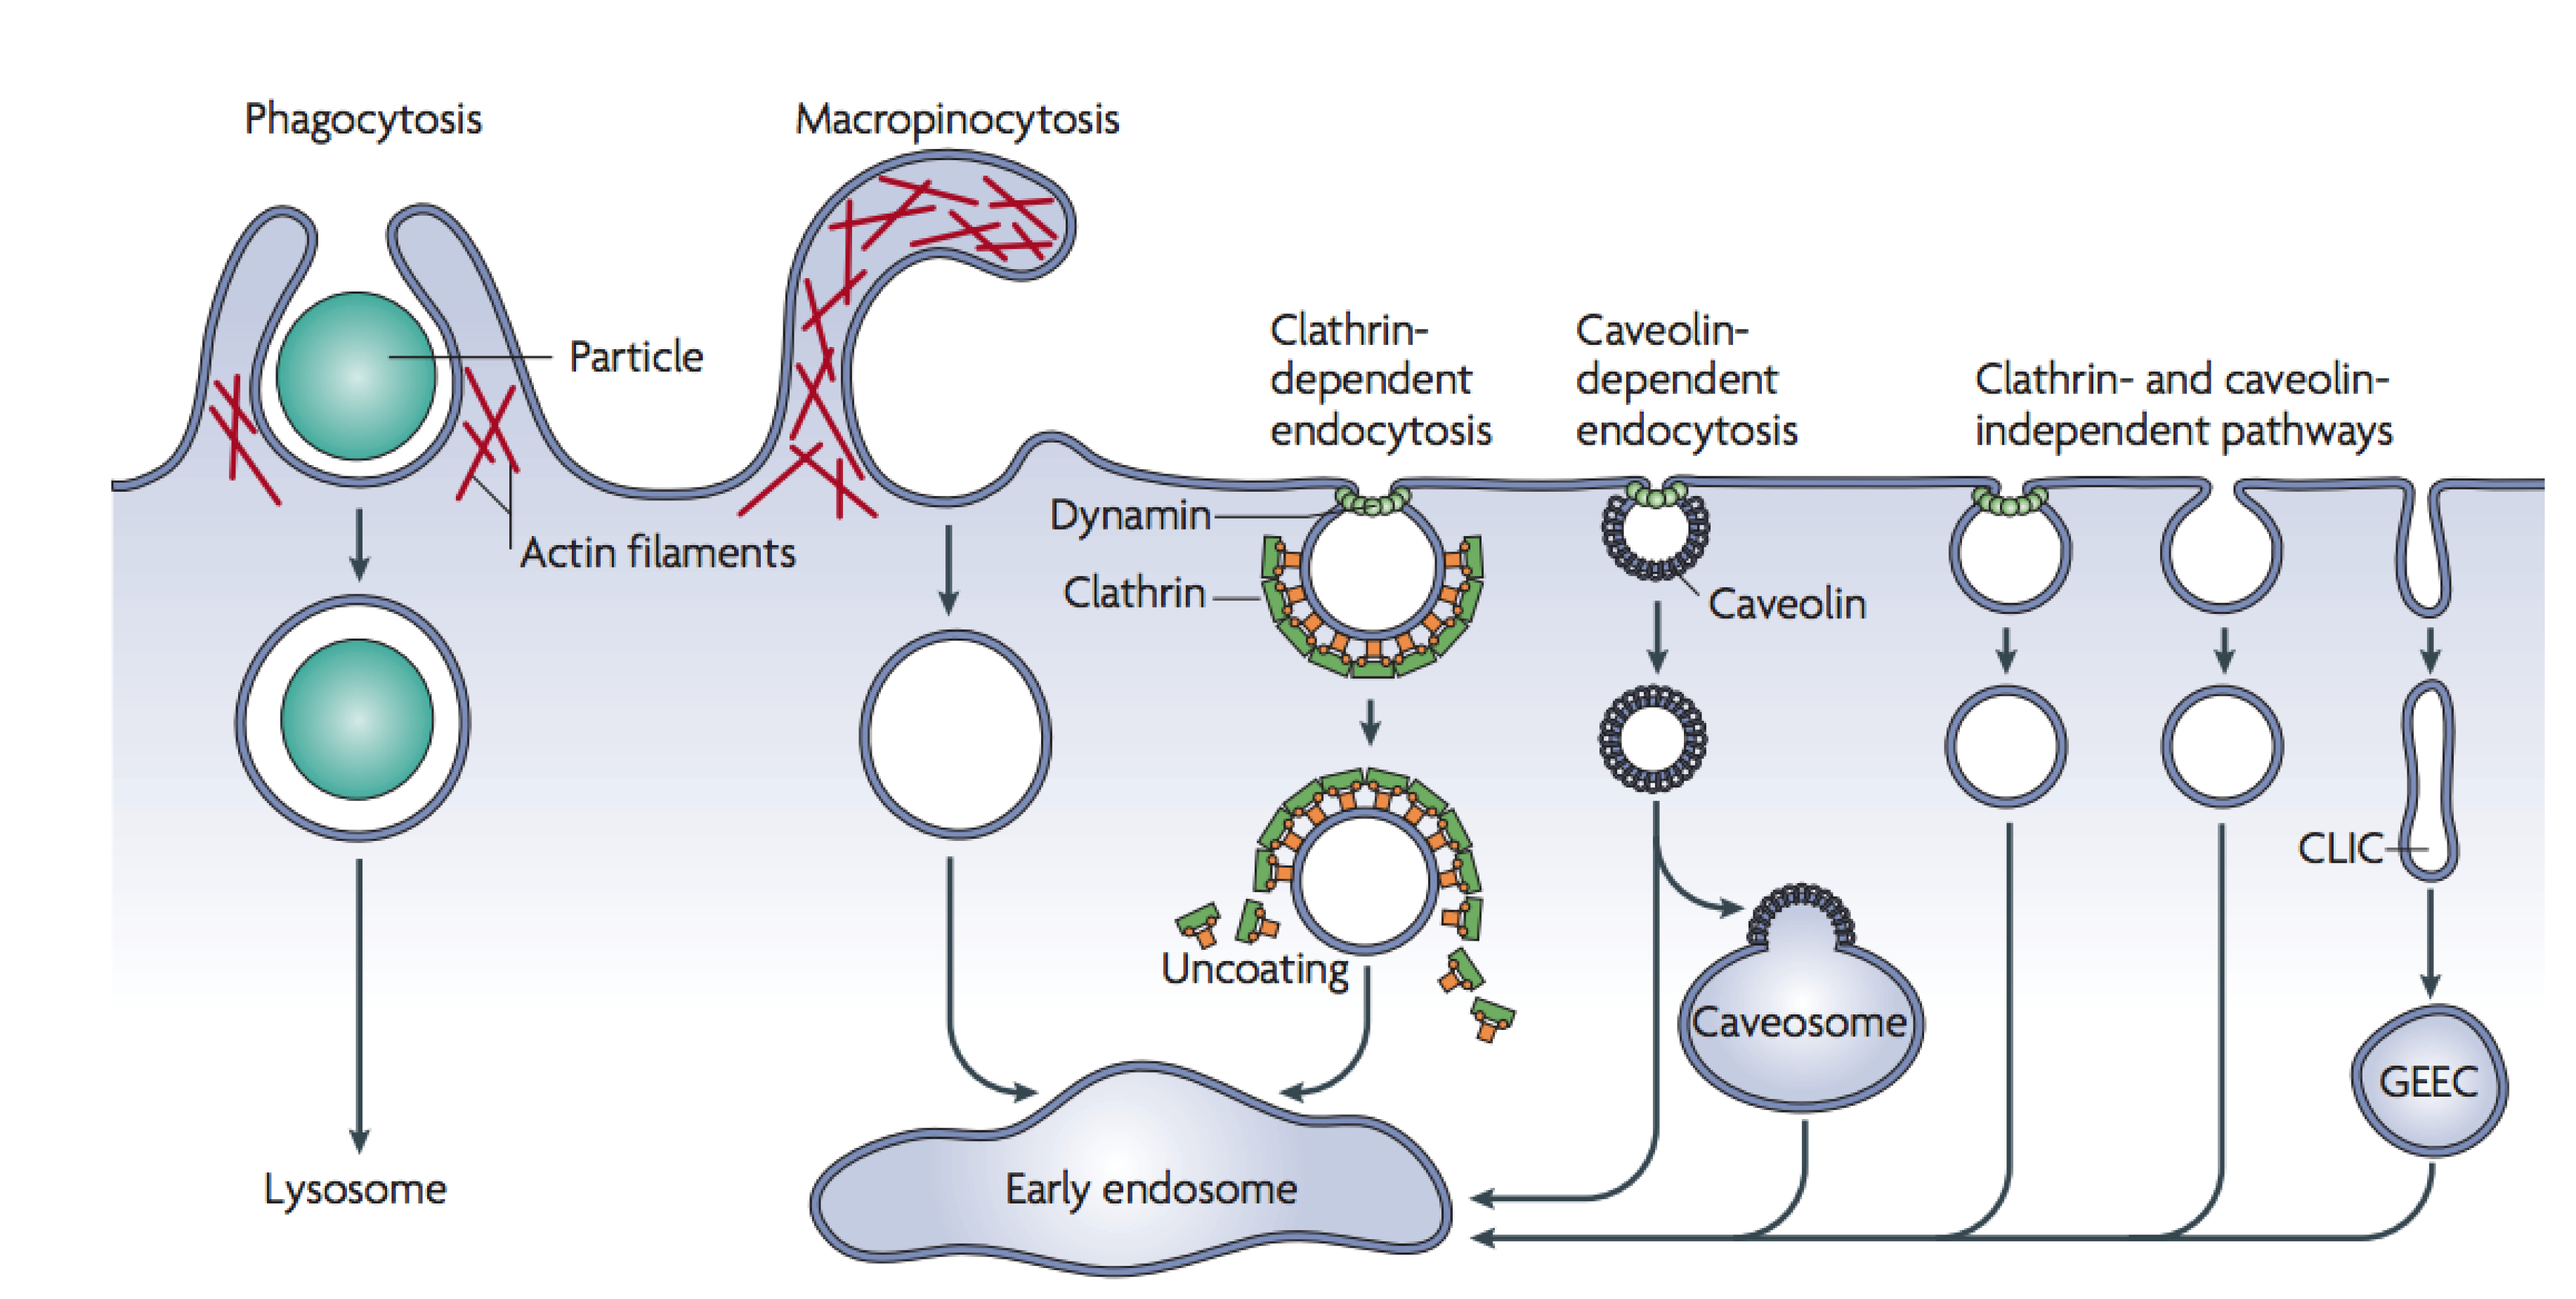 Phagocytosis
Macropinocytosis
Clathrin-
dependent
endocytosis
Caveolin-
dependent
endocytosis
Clathrin- and caveolin-
independent pathways
Particle
Actin filaments
Dynamin
Clathrin
Caveolin
CLIC
Uncoating
Caveosome
GEEC
Lysosome
Early endosome